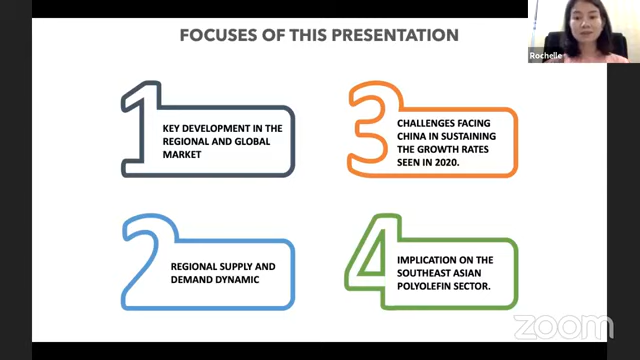 FOCUSES OF THIS PRESENTATION
Rochelle
1
KEY DEVELOPMENT IN THE
REGIONAL AND GLOBAL
MARKET
2
REGIONAL SUPPLY AND
DEMAND DYNAMIC
3
CHALLENGES FACING
CHINA IN SUSTAINING
THE GROWTH RATES
SEEN IN 2020.
4
IMPLICATION ON THE
SOUTHEAST ASIAN
POLYOLEFIN SECTOR.
zoom